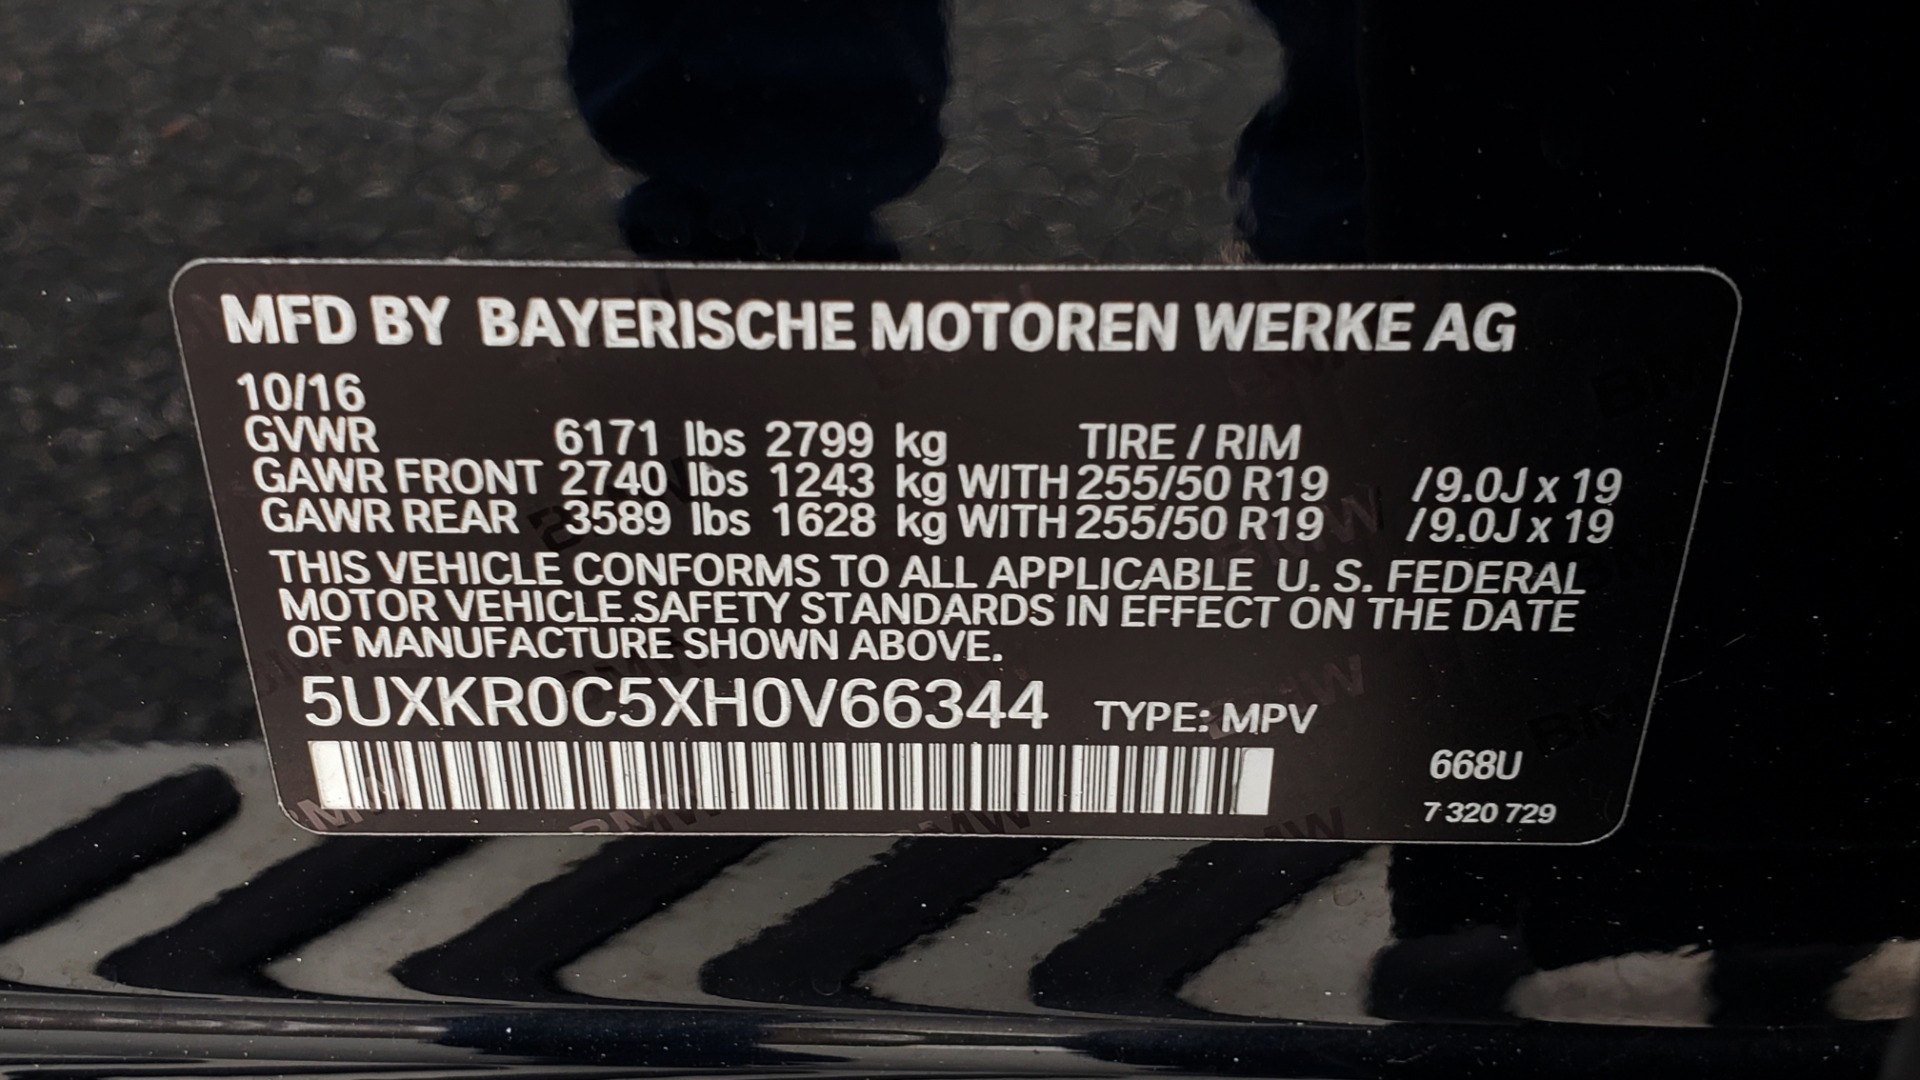 MFD BY BAYERISCHE MOTOREN WERKE AG
10/16
GVWR 6171 lbs 2799 kg TIRE / RIM
GAWR FRONT 2740 lbs 1243 kg WITH 255/50 R19 /9.0J x 19
GAWR REAR 3589 lbs 1628 kg WITH 255/50 R19 /9.0J x 19
THIS VEHICLE CONFORMS TO ALL APPLICABLE U. S. FEDERAL
MOTOR VEHICLE SAFETY STANDARDS IN EFFECT ON THE DATE
OF MANUFACTURE SHOWN ABOVE.
5UXKR0C5XH0V66344 TYPE: MPV
668U
7 320 729